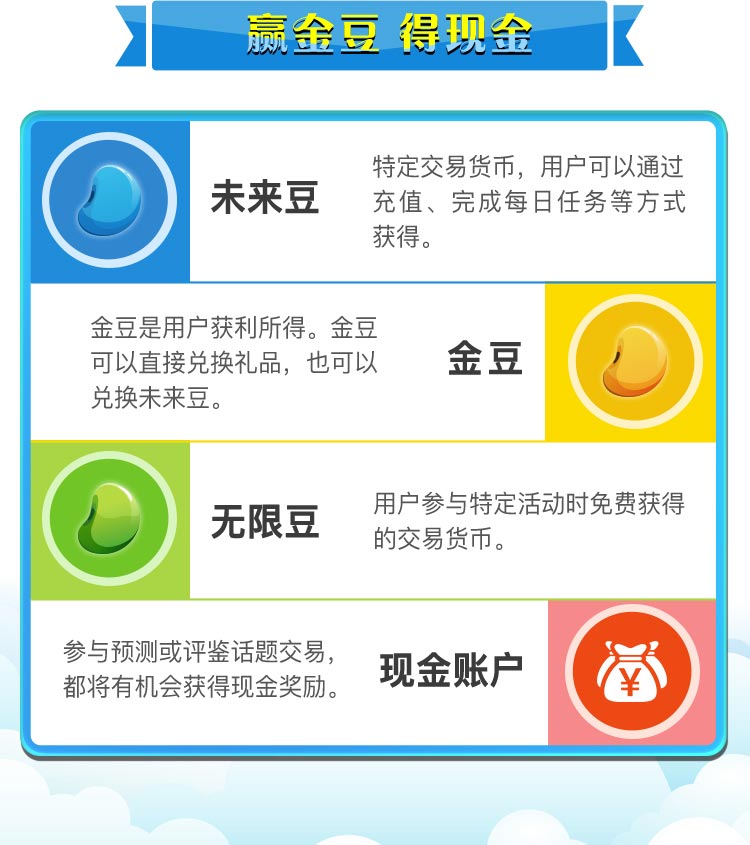 赢金豆 得现金
未来豆
特定交易货币，用户可以通过
充值、完成每日任务等方式
获得。
金豆是用户获利所得。金豆
可以直接兑换礼品，也可以
兑换未来豆。
金豆
无限豆
用户参与特定活动时免费获得
的交易货币。
参与预测或评鉴话题交易，
都将有机会获得现金奖励。
现金账户
¥